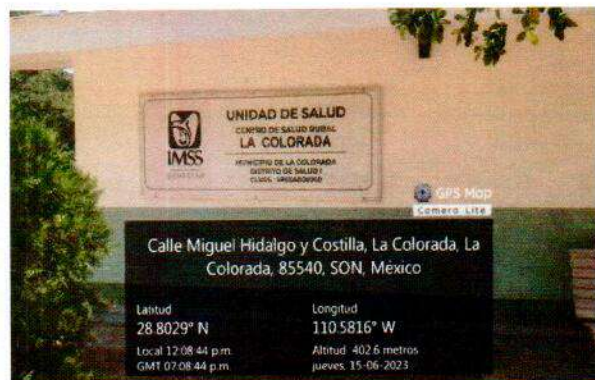 IMSS
UNIDAD DE SALUD
CENTRO DE SALUD RURAL
LA COLORADA
MUNICIPIO DE LA COLORADA
DISTRITO DE SALUD I
GPS Map
Camera Lite
Calle Miguel Hidalgo y Costilla, La Colorada, La
Colorada, 85540, SON, México
Latitud
28.8029° N
Local 12:08:44 p.m.
GMT 07:08:44 p.m.
Longitud
110.5816° W
Altitud 402.6 metros
jueves, 15-06-2023